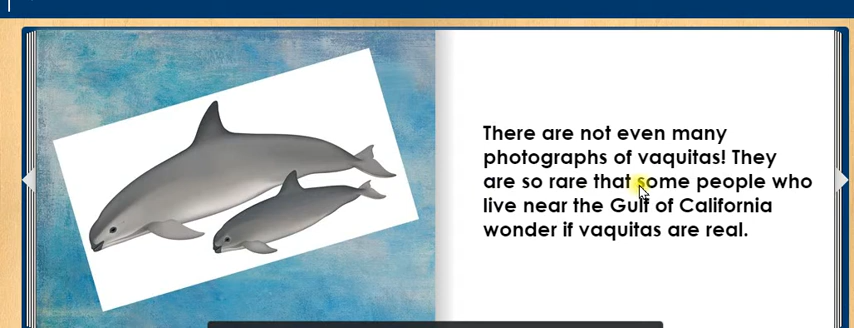 There are not even many
photographs of vaquitas! They
are so rare that some people who
live near the Gulf of California
wonder if vaquitas are real.